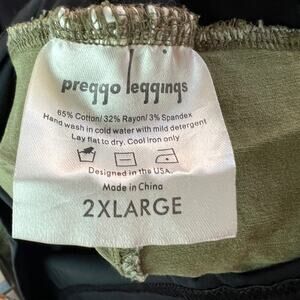 preggo leggings
65% Cotton/ 32% Rayon/ 3% Spandex
Hand wash in cold water with mild detergent
Lay flat to dry. Cool iron only
Designed in the USA.
Made in China
2XLARGE